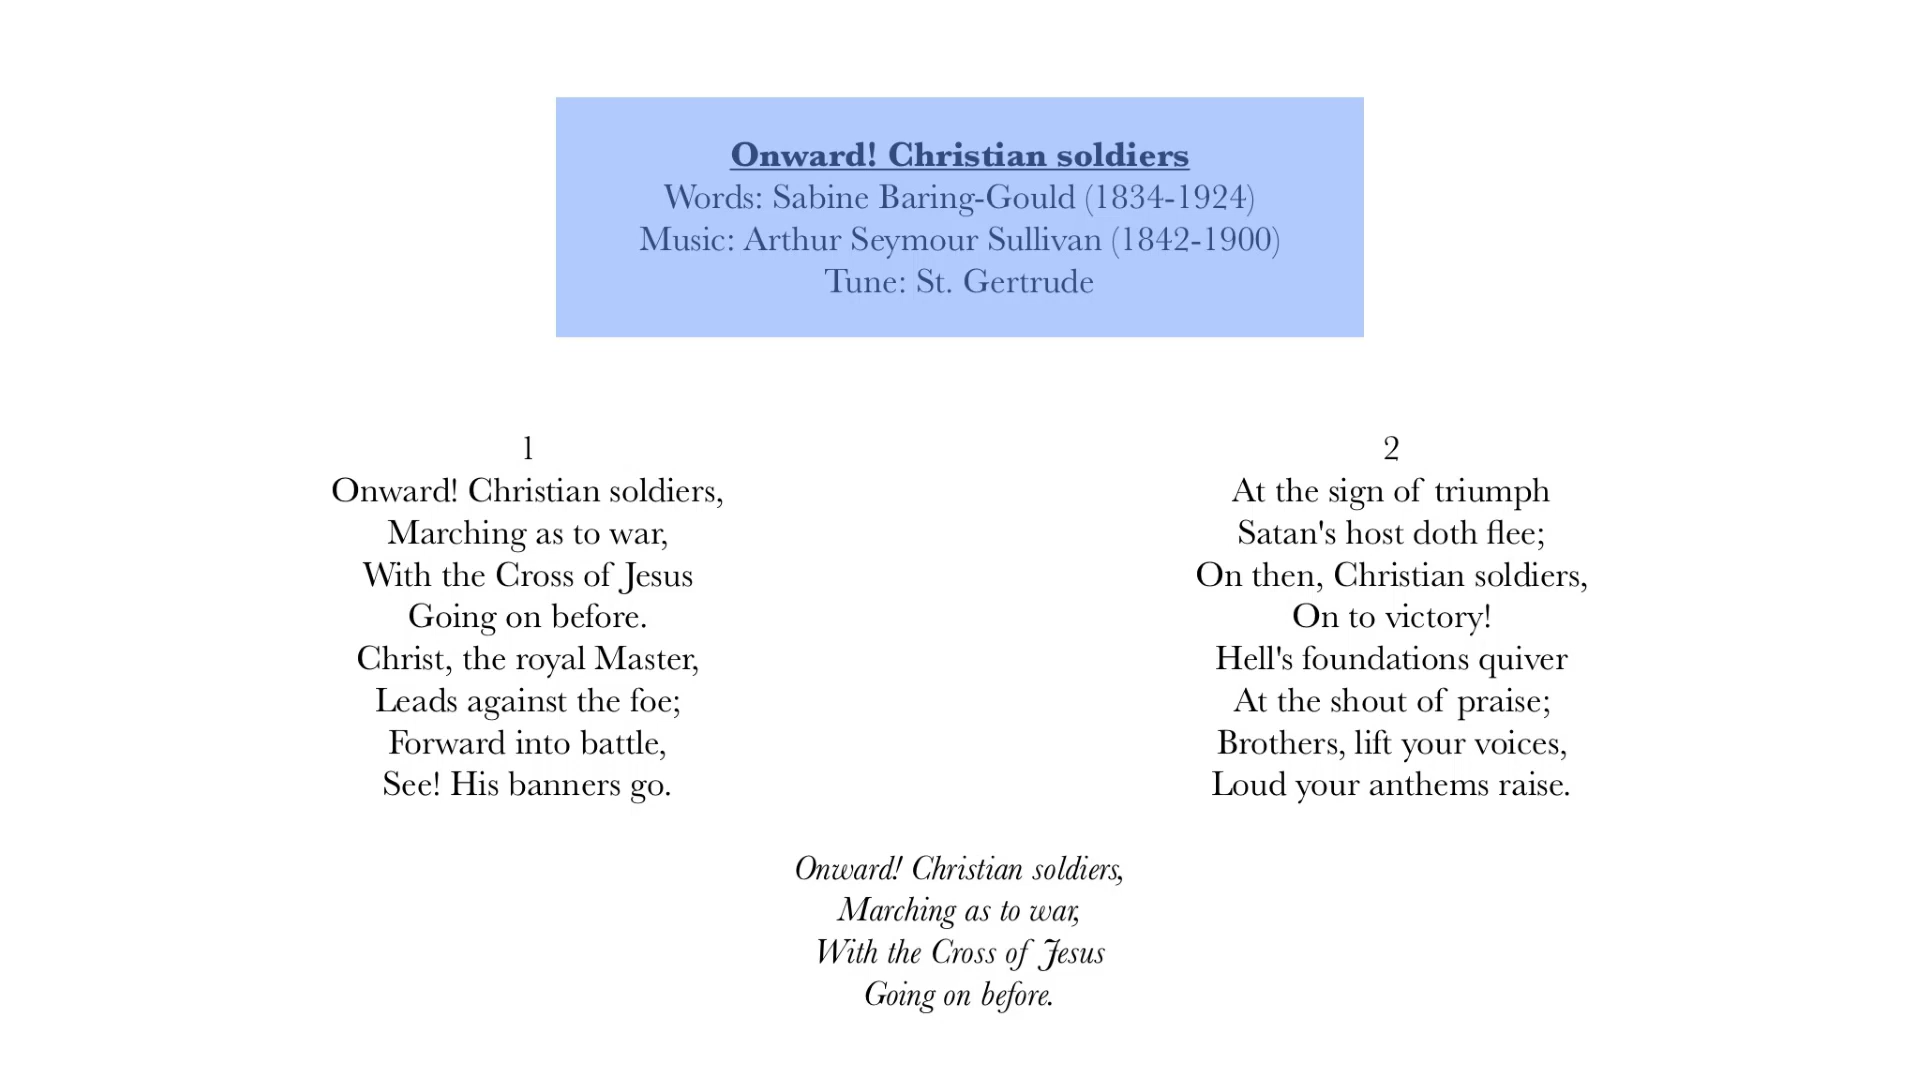 Onward! Christian soldiers
Words: Sabine Baring-Gould (1834-1924)
Music: Arthur Seymour Sullivan (1842-1900)
Tune: St. Gertrude
1
Onward! Christian soldiers,
Marching as to war,
With the Cross of Jesus
Going on before.
Christ, the royal Master,
Leads against the foe;
Forward into battle,
See! His banners go.
2
At the sign of triumph
Satan's host doth flee;
On then, Christian soldiers,
On to victory!
Hell's foundations quiver
At the shout of praise;
Brothers, lift your voices,
Loud your anthems raise.
Onward! Christian soldiers,
Marching as to war,
With the Cross of Jesus
Going on before.